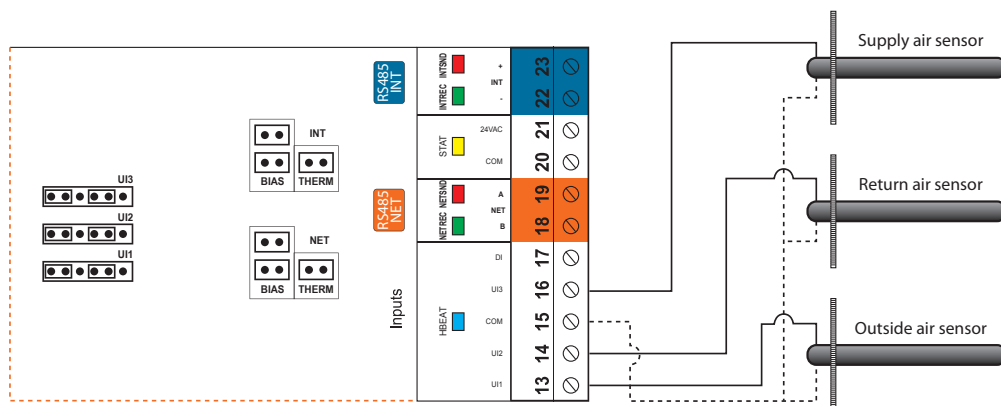 Supply air sensor
Return air sensor
Outside air sensor
RS485
INT
INTREC INTSND
+
INT
-
23
22
STAT
24VAC
COM
21
20
RS485
NET
NETREC NETSND
A
NET
B
19
18
Inputs
HBEAT
DI
UI3
COM
UI2
UI1
17
16
15
14
13
INT
BIAS
THERM
NET
BIAS
THERM
UI3
UI2
UI1